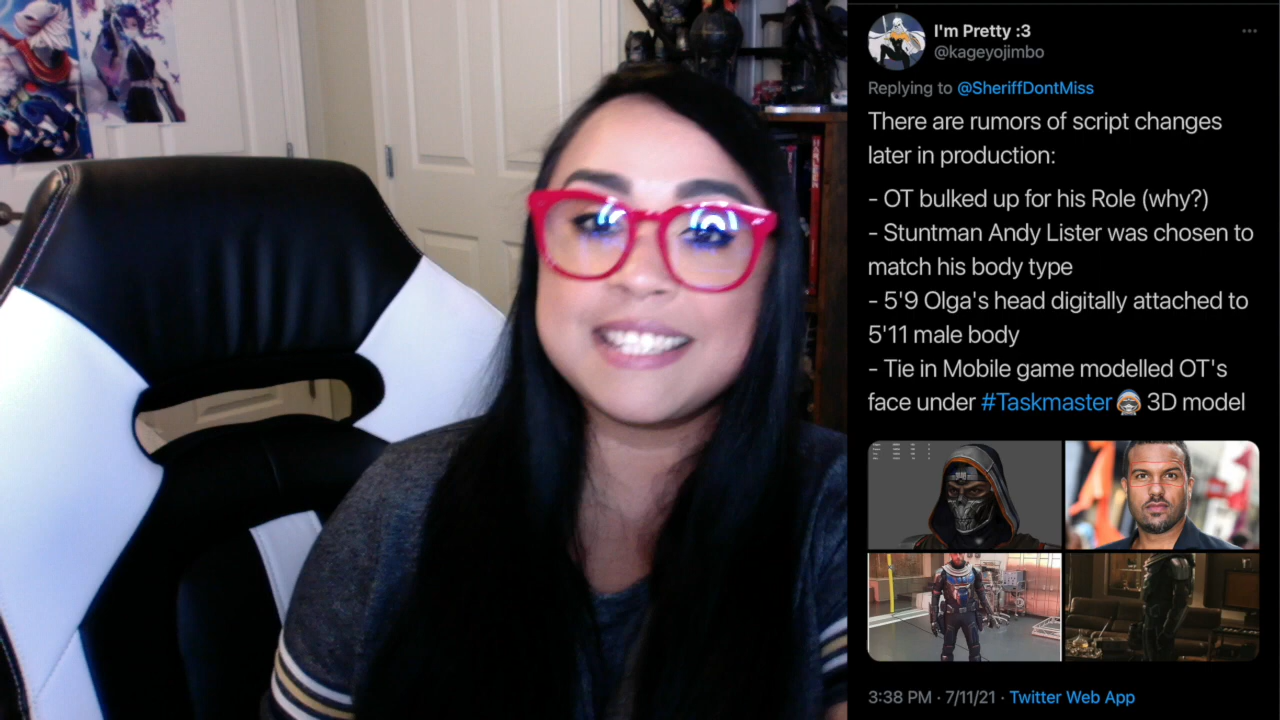 I'm Pretty :3
@kageyojimbo
Replying to @SheriffDontMiss
There are rumors of script changes
later in production:
- OT bulked up for his Role (why?)
- Stuntman Andy Lister was chosen to
match his body type
- 5'9 Olga's head digitally attached to
5'11 male body
- Tie in Mobile game modelled OT's
face under #Taskmaster 3D model
3:38 PM · 7/11/21 · Twitter Web App